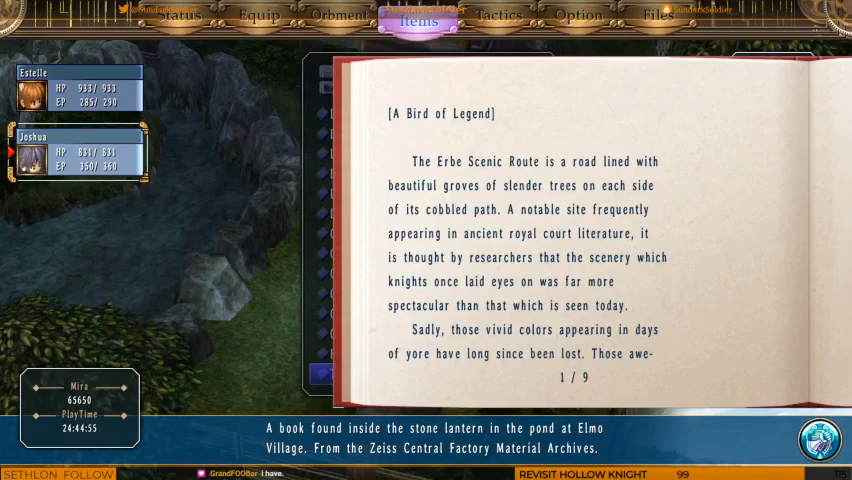 SundarkSoldier
SundarkSoldier
SundarkSoldier
Status
Equip
Orbment
Items
Tactics
Option
Files
Estelle
HP 933/ 933
EP 285/ 290
Joshua
HP 831/ 831
EP 350/ 360
[A Bird of Legend]
The Erbe Scenic Route is a road lined with
beautiful groves of slender trees on each side
of its cobbled path. A notable site frequently
appearing in ancient royal court literature, it
is thought by researchers that the scenery which
knights once laid eyes on was far more
spectacular than that which is seen today.
Sadly, those vivid colors appearing in days
of yore have long since been lost. Those awe-
1 / 9
Mira
65650
PlayTime
24:44:55
A book found inside the stone lantern in the pond at Elmo
Village. From the Zeiss Central Factory Material Archives.
SETHLON FOLLOW
GrandFOOBar i have.
REVISIT HOLLOW KNIGHT 99
115